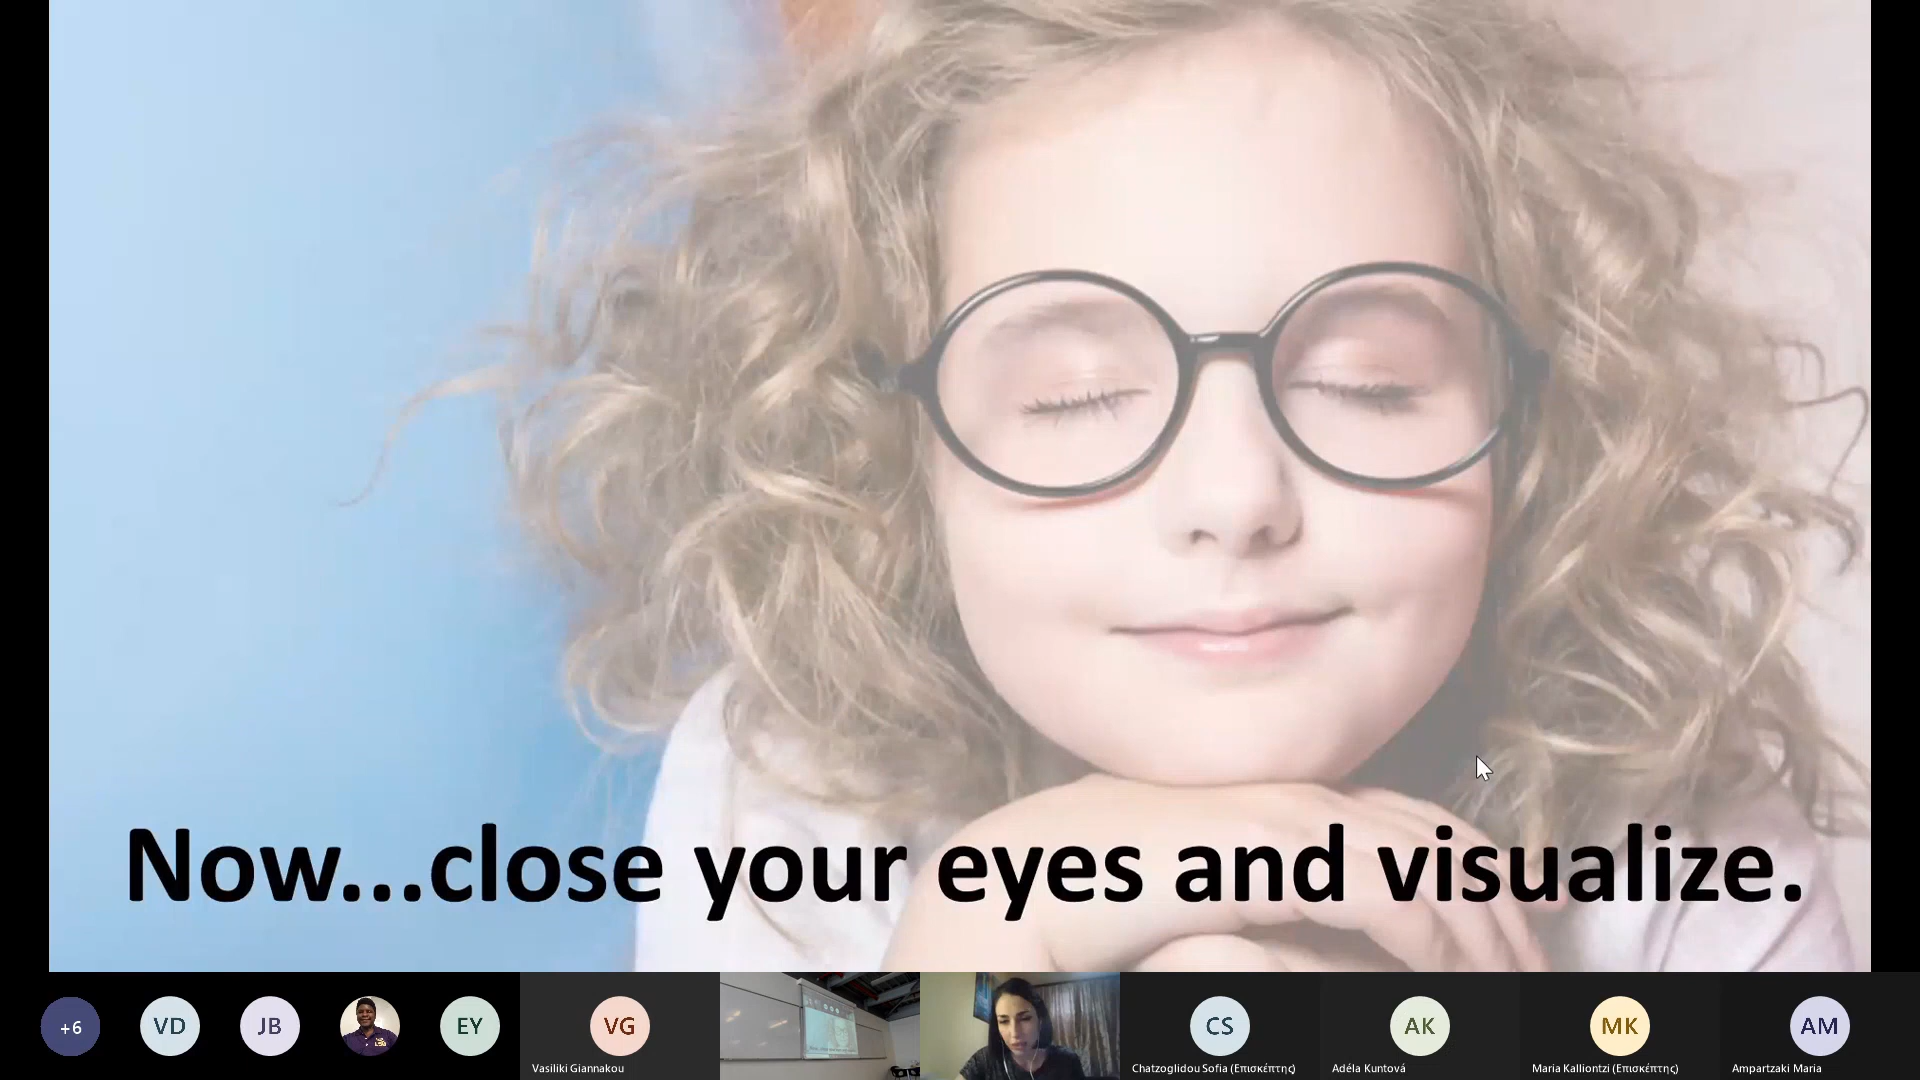 Now...close your eyes and visualize.
+6
VD
JB
EY
VG
CS
AK
MK
AM
Vasiliki Giannakou
Chatzoglidou Sofia (Επισκέπτης)
Adéla Kuntová
Maria Kalliontzi (Επισκέπτης)
Ampartzaki Maria